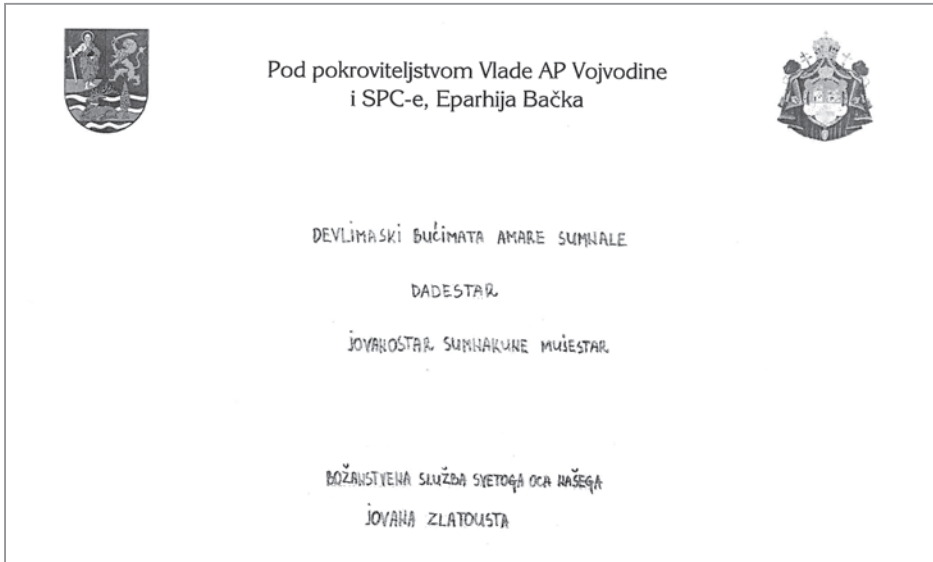 Pod pokroviteljstvom Vlade AP Vojvodine
i SPC-e, Eparhija Bačka
DEVLIMASKI BUĆIMATA AMARE SUMNALE
DADESTAR
JOVANOSTAR SUMNAKUNE MUJESTAR
BOŽANSTVENA SLUŽBA SVETOGA OCA NAŠEGA
JOVANA ZLATOUSTA